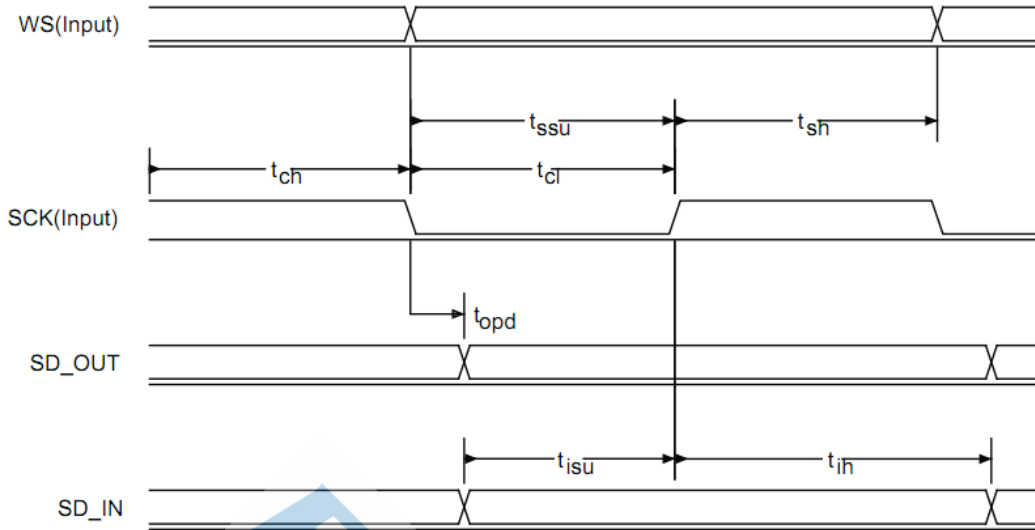 WS(Input)
tssu
tsh
tch
tcl
SCK(Input)
topd
SD_OUT
tisu
tih
SD_IN